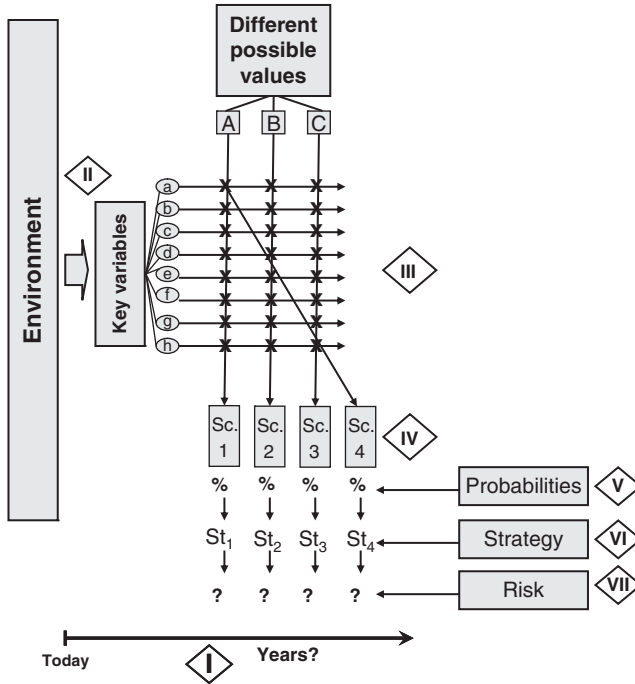 Different
possible
values
A B C
Environment
II
Key variables
a
b
c
d
e
f
g
h
X X X
X X X
X X X
X X X
X X X
X X X
X X X
X X X
III
Sc. 1
Sc. 2
Sc. 3
Sc. 4
IV
% % % %
Probabilities
V
St1 St2 St3 St4
Strategy
VI
? ? ? ?
Risk
VII
Today
I
Years?